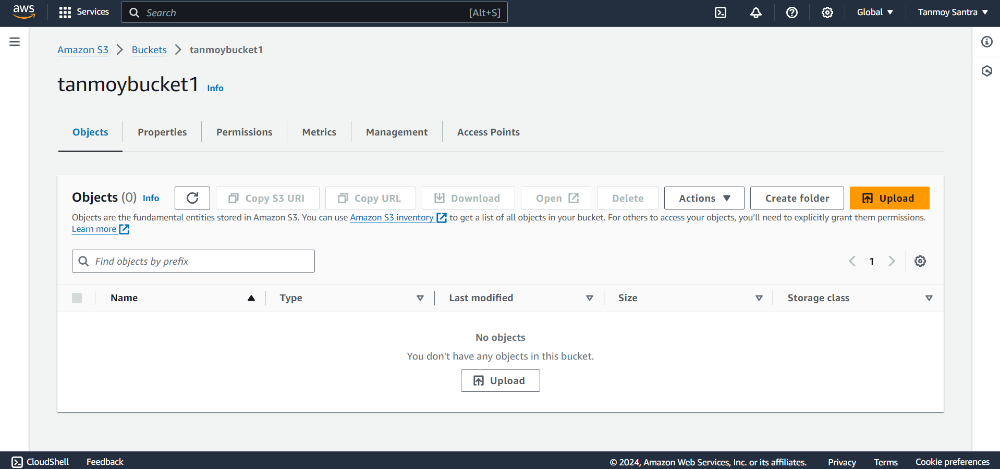 aws Services Search [Alt+S] Global Tanmoy Santra
Amazon S3 Buckets tanmoybucket1
tanmoybucket1 Info
Objects Properties Permissions Metrics Management Access Points
Objects (0) Info Copy S3 URI Copy URL Download Open Delete Actions Create folder Upload
Objects are the fundamental entities stored in Amazon S3. You can use Amazon S3 inventory to get a list of all objects in your bucket. For others to access your objects, you’ll need to explicitly grant them permissions.
Learn more
Find objects by prefix 1
Name Type Last modified Size Storage class
No objects
You don't have any objects in this bucket.
Upload
CloudShell Feedback © 2024, Amazon Web Services, Inc. or its affiliates. Privacy Terms Cookie preferences